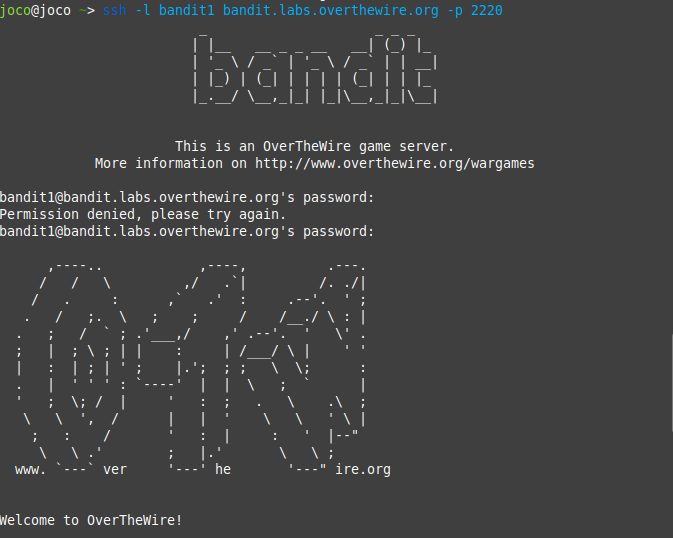 joco@joco ~> ssh -l bandit1 bandit.labs.overthewire.org -p 2220
bandit
This is an OverTheWire game server.
More information on http://www.overthewire.org/wargames
bandit1@bandit.labs.overthewire.org's password:
Permission denied, please try again.
bandit1@bandit.labs.overthewire.org's password:
www. ver he ire.org
Welcome to OverTheWire!